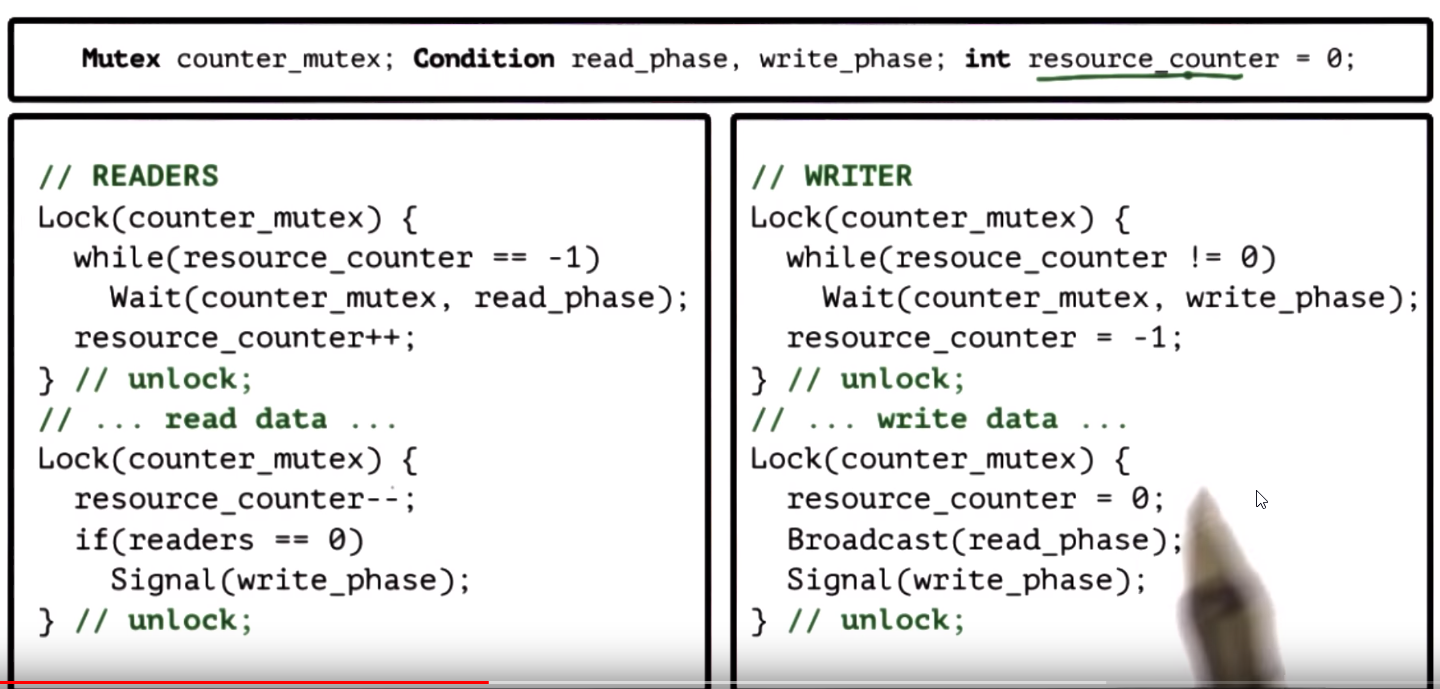 Mutex counter_mutex; Condition read_phase, write_phase; int resource_counter = 0;
// READERS
Lock(counter_mutex) {
while(resource_counter == -1)
Wait(counter_mutex, read_phase);
resource_counter++;
} // unlock;
// ... read data ...
Lock(counter_mutex) {
resource_counter--;
if(readers == 0)
Signal(write_phase);
} // unlock;
// WRITER
Lock(counter_mutex) {
while(resouce_counter != 0)
Wait(counter_mutex, write_phase);
resource_counter = -1;
} // unlock;
// ... write data ...
Lock(counter_mutex) {
resource_counter = 0;
Broadcast(read_phase);
Signal(write_phase);
} // unlock;